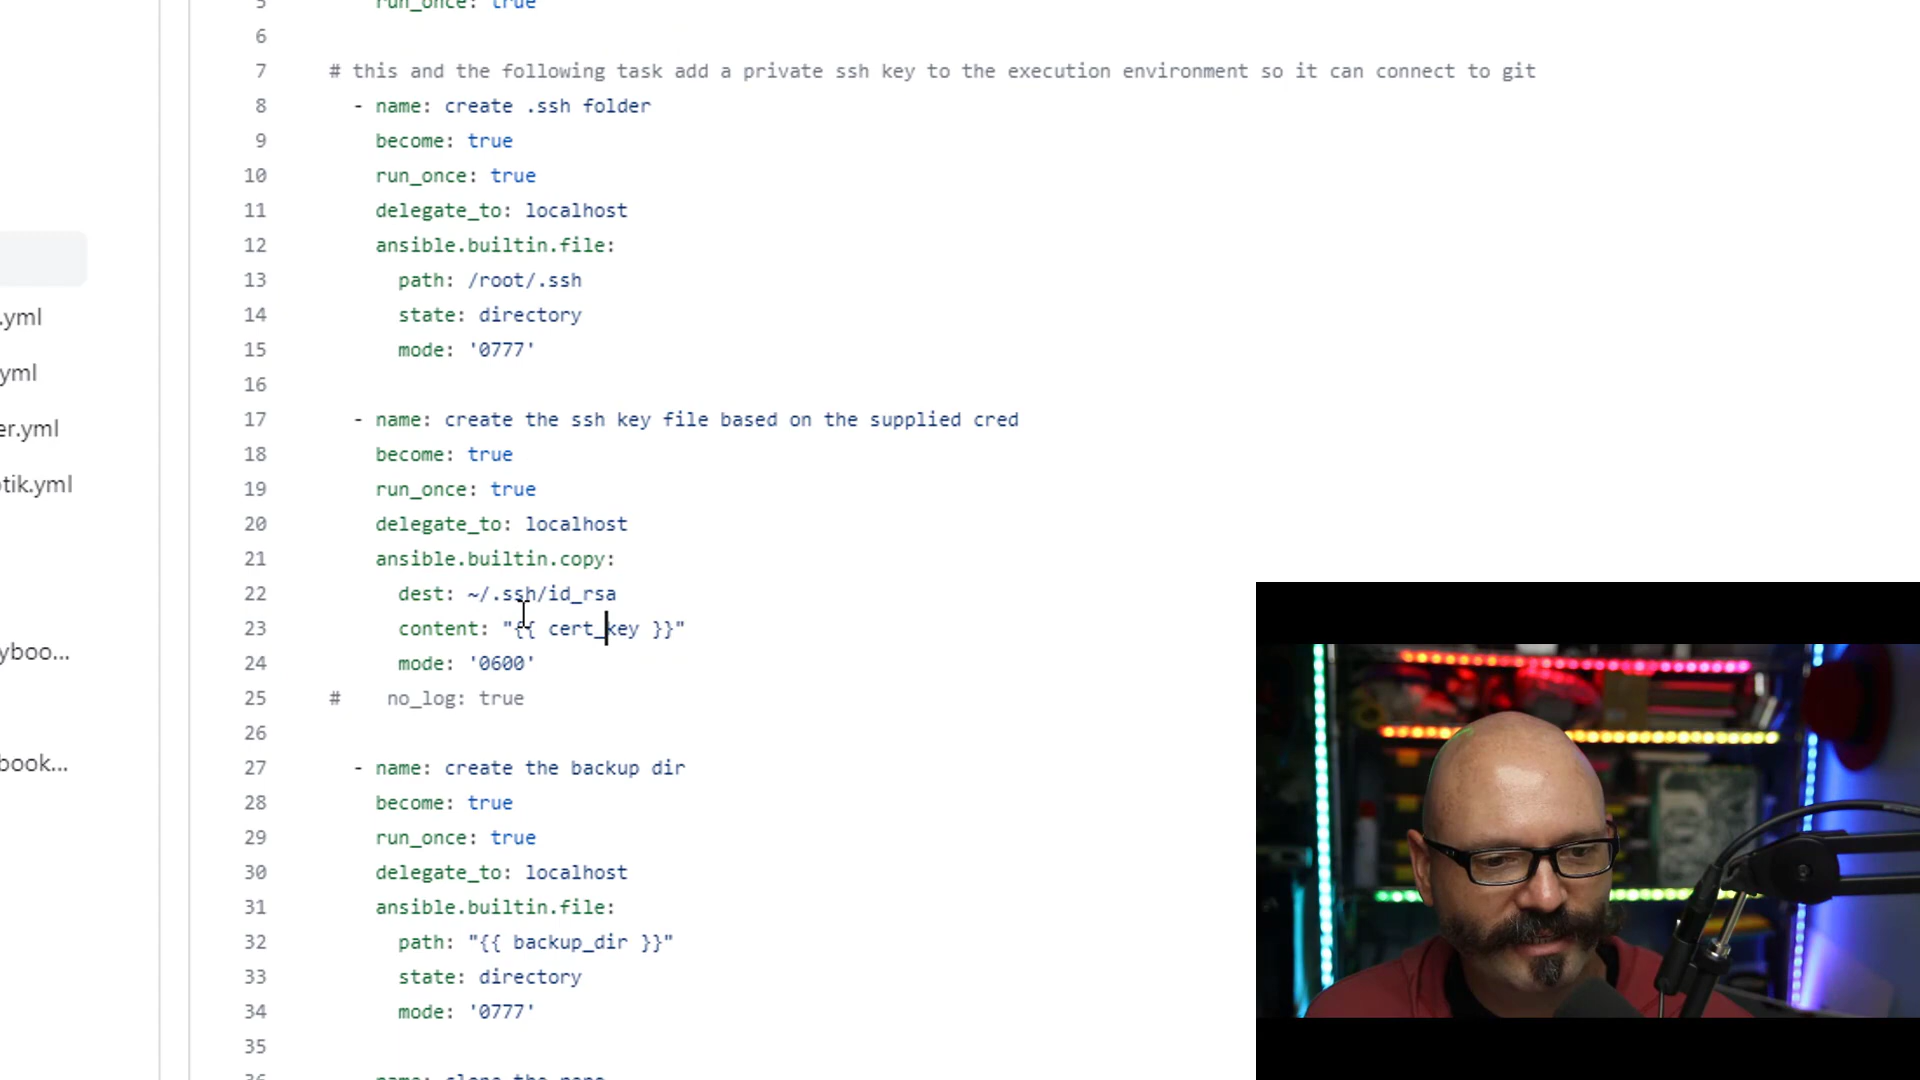 5 run_once: true
6
7 # this and the following task add a private ssh key to the execution environment so it can connect to git
8 - name: create .ssh folder
9 become: true
10 run_once: true
11 delegate_to: localhost
12 ansible.builtin.file:
13 path: /root/.ssh
14 state: directory
15 mode: '0777'
16
17 - name: create the ssh key file based on the supplied cred
18 become: true
19 run_once: true
20 delegate_to: localhost
21 ansible.builtin.copy:
22 dest: ~/.ssh/id_rsa
23 content: "{{ cert_key }}"
24 mode: '0600'
25 # no_log: true
26
27 - name: create the backup dir
28 become: true
29 run_once: true
30 delegate_to: localhost
31 ansible.builtin.file:
32 path: "{{ backup_dir }}"
33 state: directory
34 mode: '0777'
35
36 name: clone the repo
.yml
yml
er.yml
otik.yml
yboo...
book...